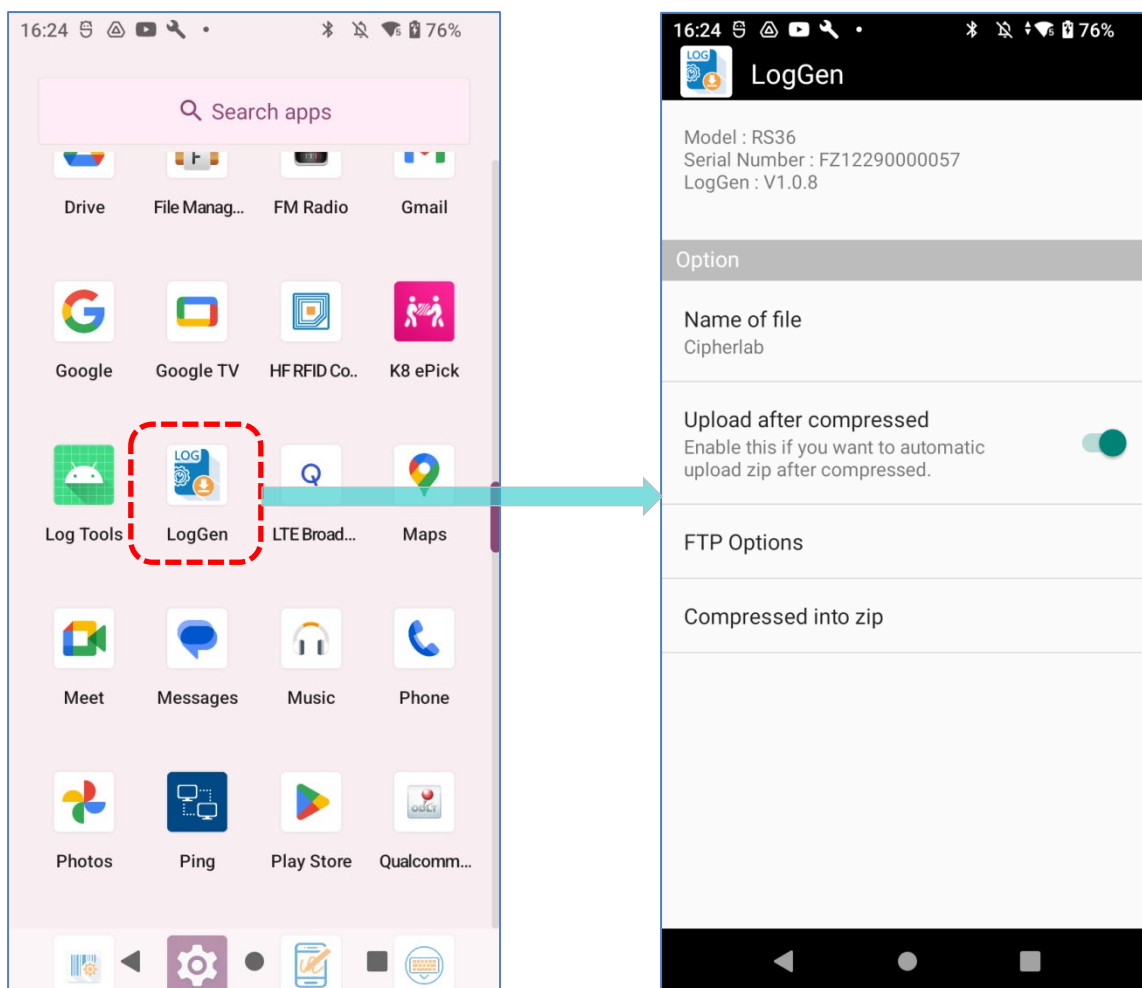 16:24
76%
Search apps
Drive
File Manag...
FM Radio
Gmail
Google
Google TV
HF RFID Co..
K8 ePick
LOG
Log Tools
LogGen
LTE Broad...
Maps
Meet
Messages
Music
Phone
ODLT
Photos
Ping
Play Store
Qualcomm...
16:24
76%
LOG
LogGen
Model : RS36
Serial Number : FZ12290000057
LogGen : V1.0.8
Option
Name of file
Cipherlab
Upload after compressed
Enable this if you want to automatic
upload zip after compressed.
FTP Options
Compressed into zip